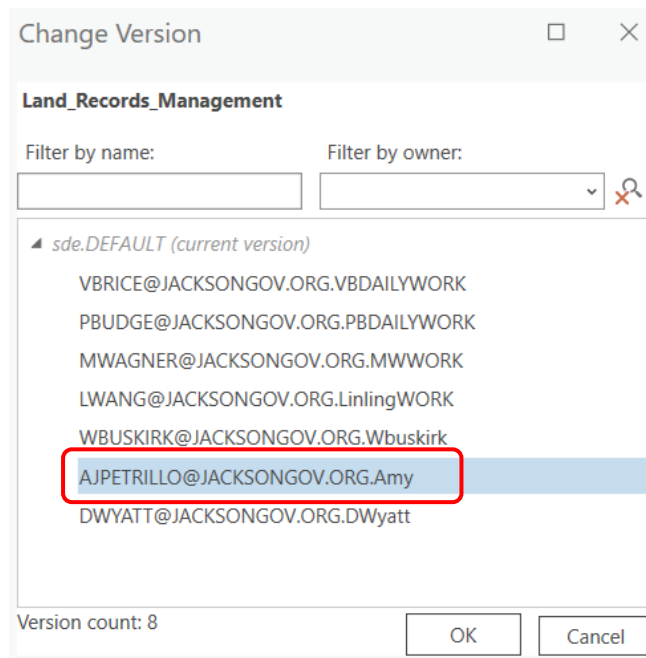 Change Version
Land_Records_Management
Filter by name: Filter by owner:
sde.DEFAULT (current version)
VBRICE@JACKSONGOV.ORG.VBDAILYWORK
PBUDGE@JACKSONGOV.ORG.PBDAILYWORK
MWAGNER@JACKSONGOV.ORG.MWWORK
LWANG@JACKSONGOV.ORG.LinlingWORK
WBUSKIRK@JACKSONGOV.ORG.Wbuskirk
AJPETRILLO@JACKSONGOV.ORG.Amy
DWYATT@JACKSONGOV.ORG.DWyatt
Version count: 8
OK Cancel